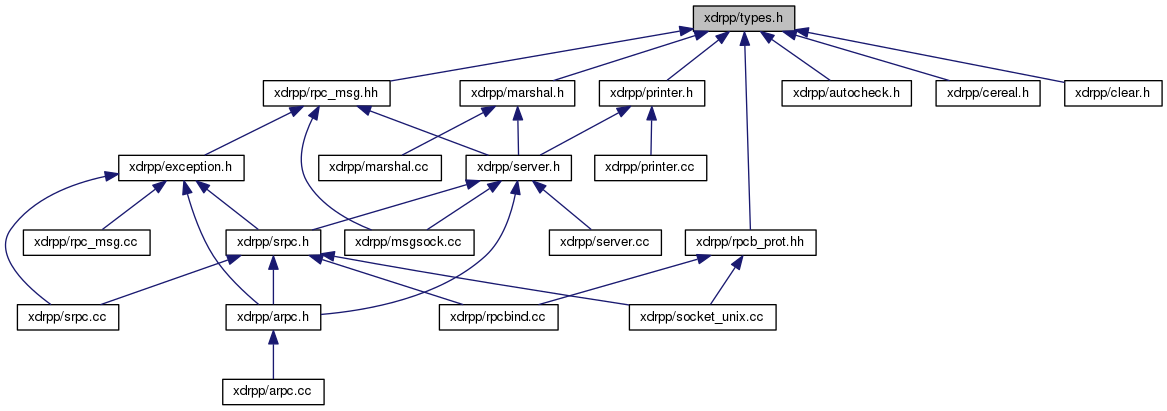 xdrpp/types.h
xdrpp/rpc_msg.hh
xdrpp/marshal.h
xdrpp/printer.h
xdrpp/autocheck.h
xdrpp/cereal.h
xdrpp/clear.h
xdrpp/exception.h
xdrpp/marshal.cc
xdrpp/server.h
xdrpp/printer.cc
xdrpp/rpc_msg.cc
xdrpp/srpc.h
xdrpp/msgsock.cc
xdrpp/server.cc
xdrpp/rpcb_prot.hh
xdrpp/srpc.cc
xdrpp/arpc.h
xdrpp/rpcbind.cc
xdrpp/socket_unix.cc
xdrpp/arpc.cc